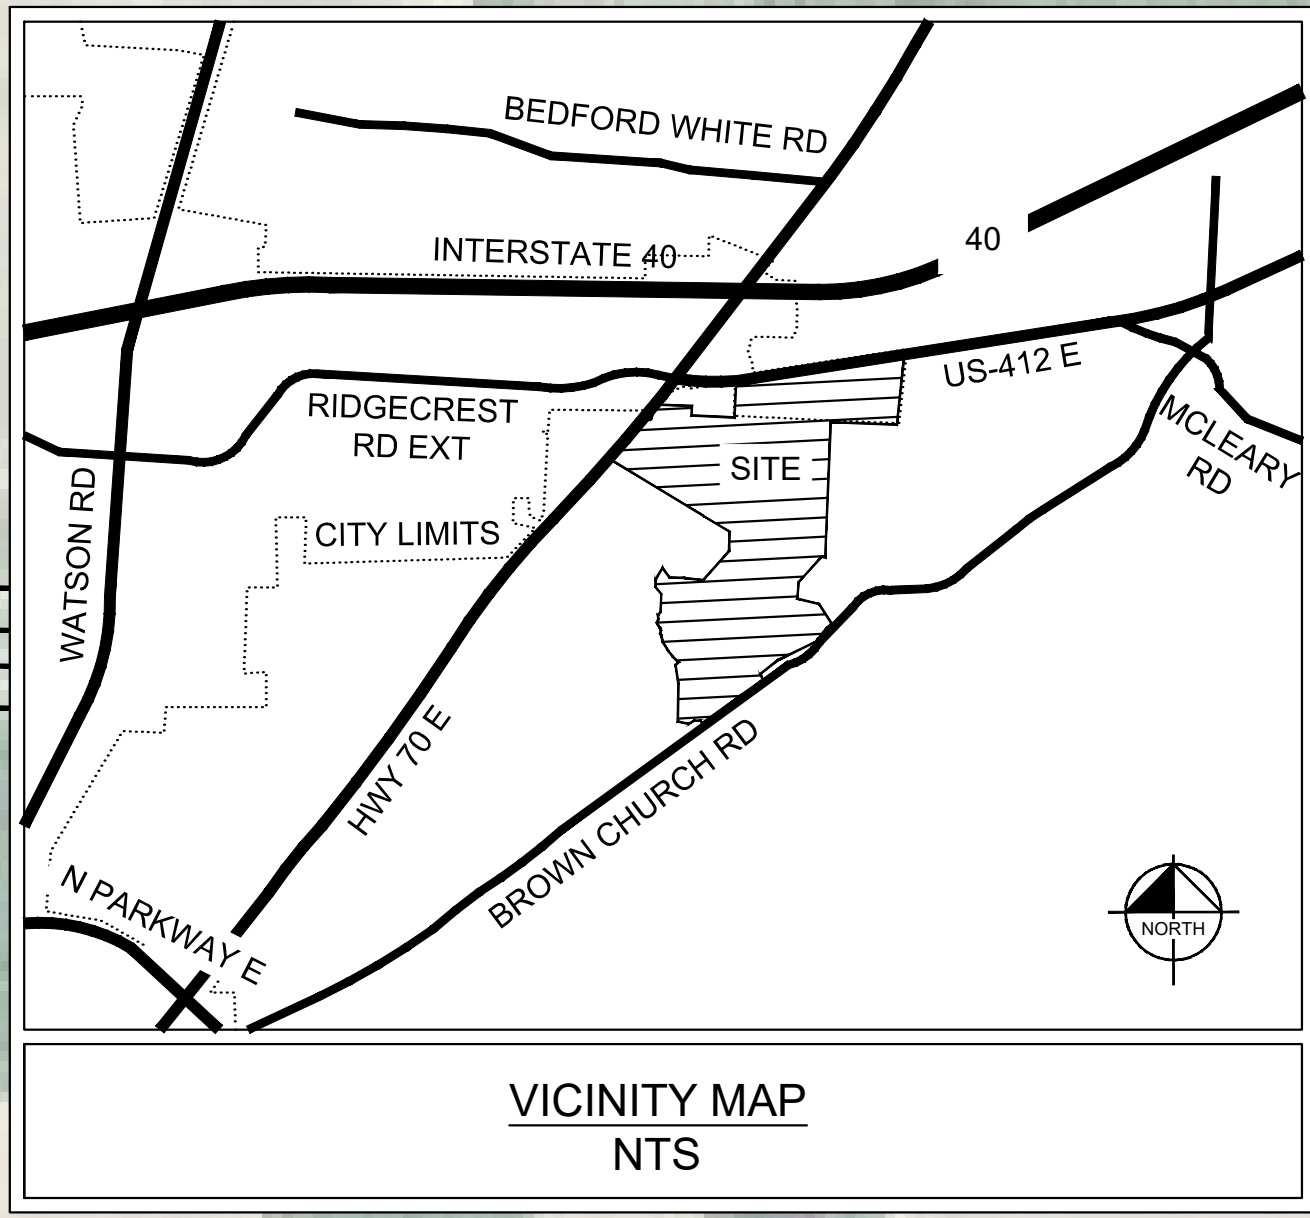 BEDFORD WHITE RD
INTERSTATE 40
40
US-412 E
RIDGECREST
RD EXT
MCLEARY
RD
SITE
WATSON RD
CITY LIMITS
HWY 70 E
BROWN CHURCH RD
N PARKWAY E
NORTH
VICINITY MAP
NTS